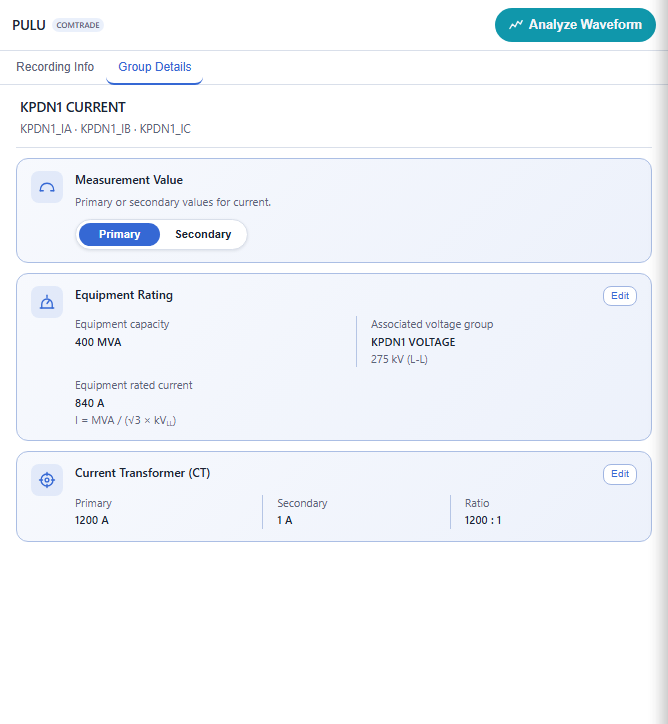 PULU COMTRADE Analyze Waveform
Recording Info Group Details
KPDN1 CURRENT
KPDN1_IA · KPDN1_IB · KPDN1_IC
Measurement Value
Primary or secondary values for current.
Primary Secondary
Equipment Rating Edit
Equipment capacity
400 MVA
Associated voltage group
KPDN1 VOLTAGE
275 kV (L-L)
Equipment rated current
840 A
I = MVA / (√3 × kV_LL)
Current Transformer (CT) Edit
Primary Secondary Ratio
1200 A 1 A 1200 : 1